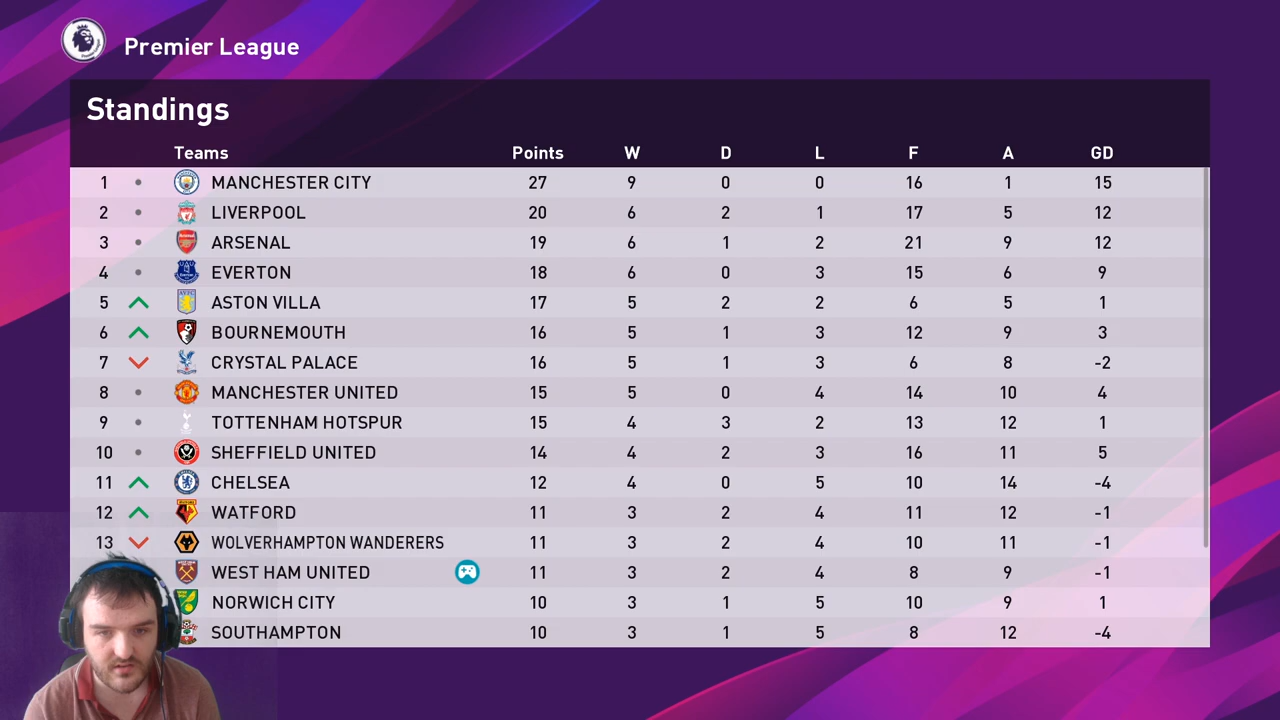 Premier League
Standings
Teams Points W D L F A GD
1 MANCHESTER CITY 27 9 0 0 16 1 15
2 LIVERPOOL 20 6 2 1 17 5 12
3 ARSENAL 19 6 1 2 21 9 12
4 EVERTON 18 6 0 3 15 6 9
5 ASTON VILLA 17 5 2 2 6 5 1
6 BOURNEMOUTH 16 5 1 3 12 9 3
7 CRYSTAL PALACE 16 5 1 3 6 8 -2
8 MANCHESTER UNITED 15 5 0 4 14 10 4
9 TOTTENHAM HOTSPUR 15 4 3 2 13 12 1
10 SHEFFIELD UNITED 14 4 2 3 16 11 5
11 CHELSEA 12 4 0 5 10 14 -4
12 WATFORD 11 3 2 4 11 12 -1
13 WOLVERHAMPTON WANDERERS 11 3 2 4 10 11 -1
WEST HAM UNITED 11 3 2 4 8 9 -1
NORWICH CITY 10 3 1 5 10 9 1
SOUTHAMPTON 10 3 1 5 8 12 -4